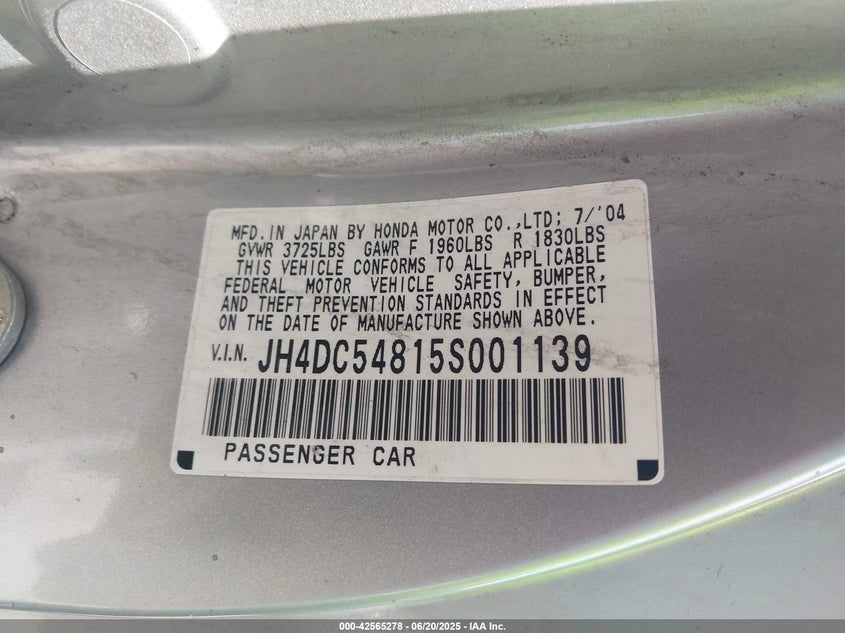 MFD.IN JAPAN BY HONDA MOTOR CO.,LTD; 7/'04
GVWR 3725LBS GAWR F 1960LBS R 1830LBS
THIS VEHICLE CONFORMS TO ALL APPLICABLE
FEDERAL MOTOR VEHICLE SAFETY, BUMPER,
AND THEFT PREVENTION STANDARDS IN EFFECT
ON THE DATE OF MANUFACTURE SHOWN ABOVE.
V.I.N. JH4DC54815S001139
PASSENGER CAR
000-42565278 - 06/20/2025 - IAA Inc.